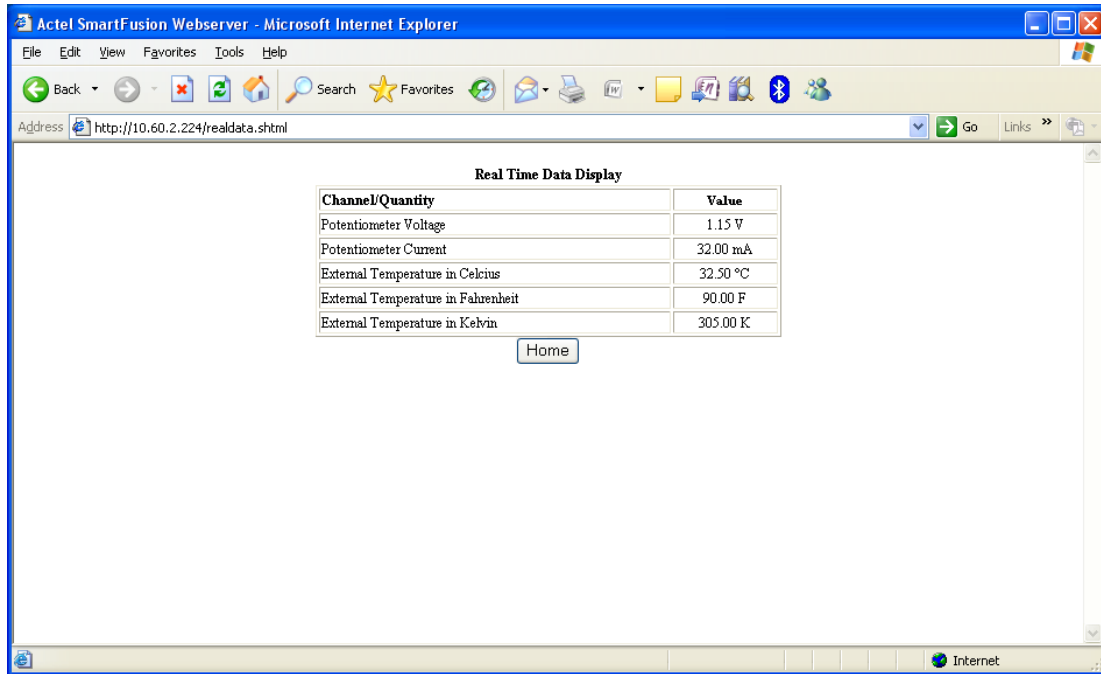 Actel SmartFusion Webserver - Microsoft Internet Explorer
File Edit View Favorites Tools Help
Back Search Favorites
Address http://10.60.2.224/realdata.shtml Go Links »
Real Time Data Display
Channel/Quantity Value
Potentiometer Voltage 1.15 V
Potentiometer Current 32.00 mA
External Temperature in Celcius 32.50 °C
External Temperature in Fahrenheit 90.00 F
External Temperature in Kelvin 305.00 K
Home
Internet